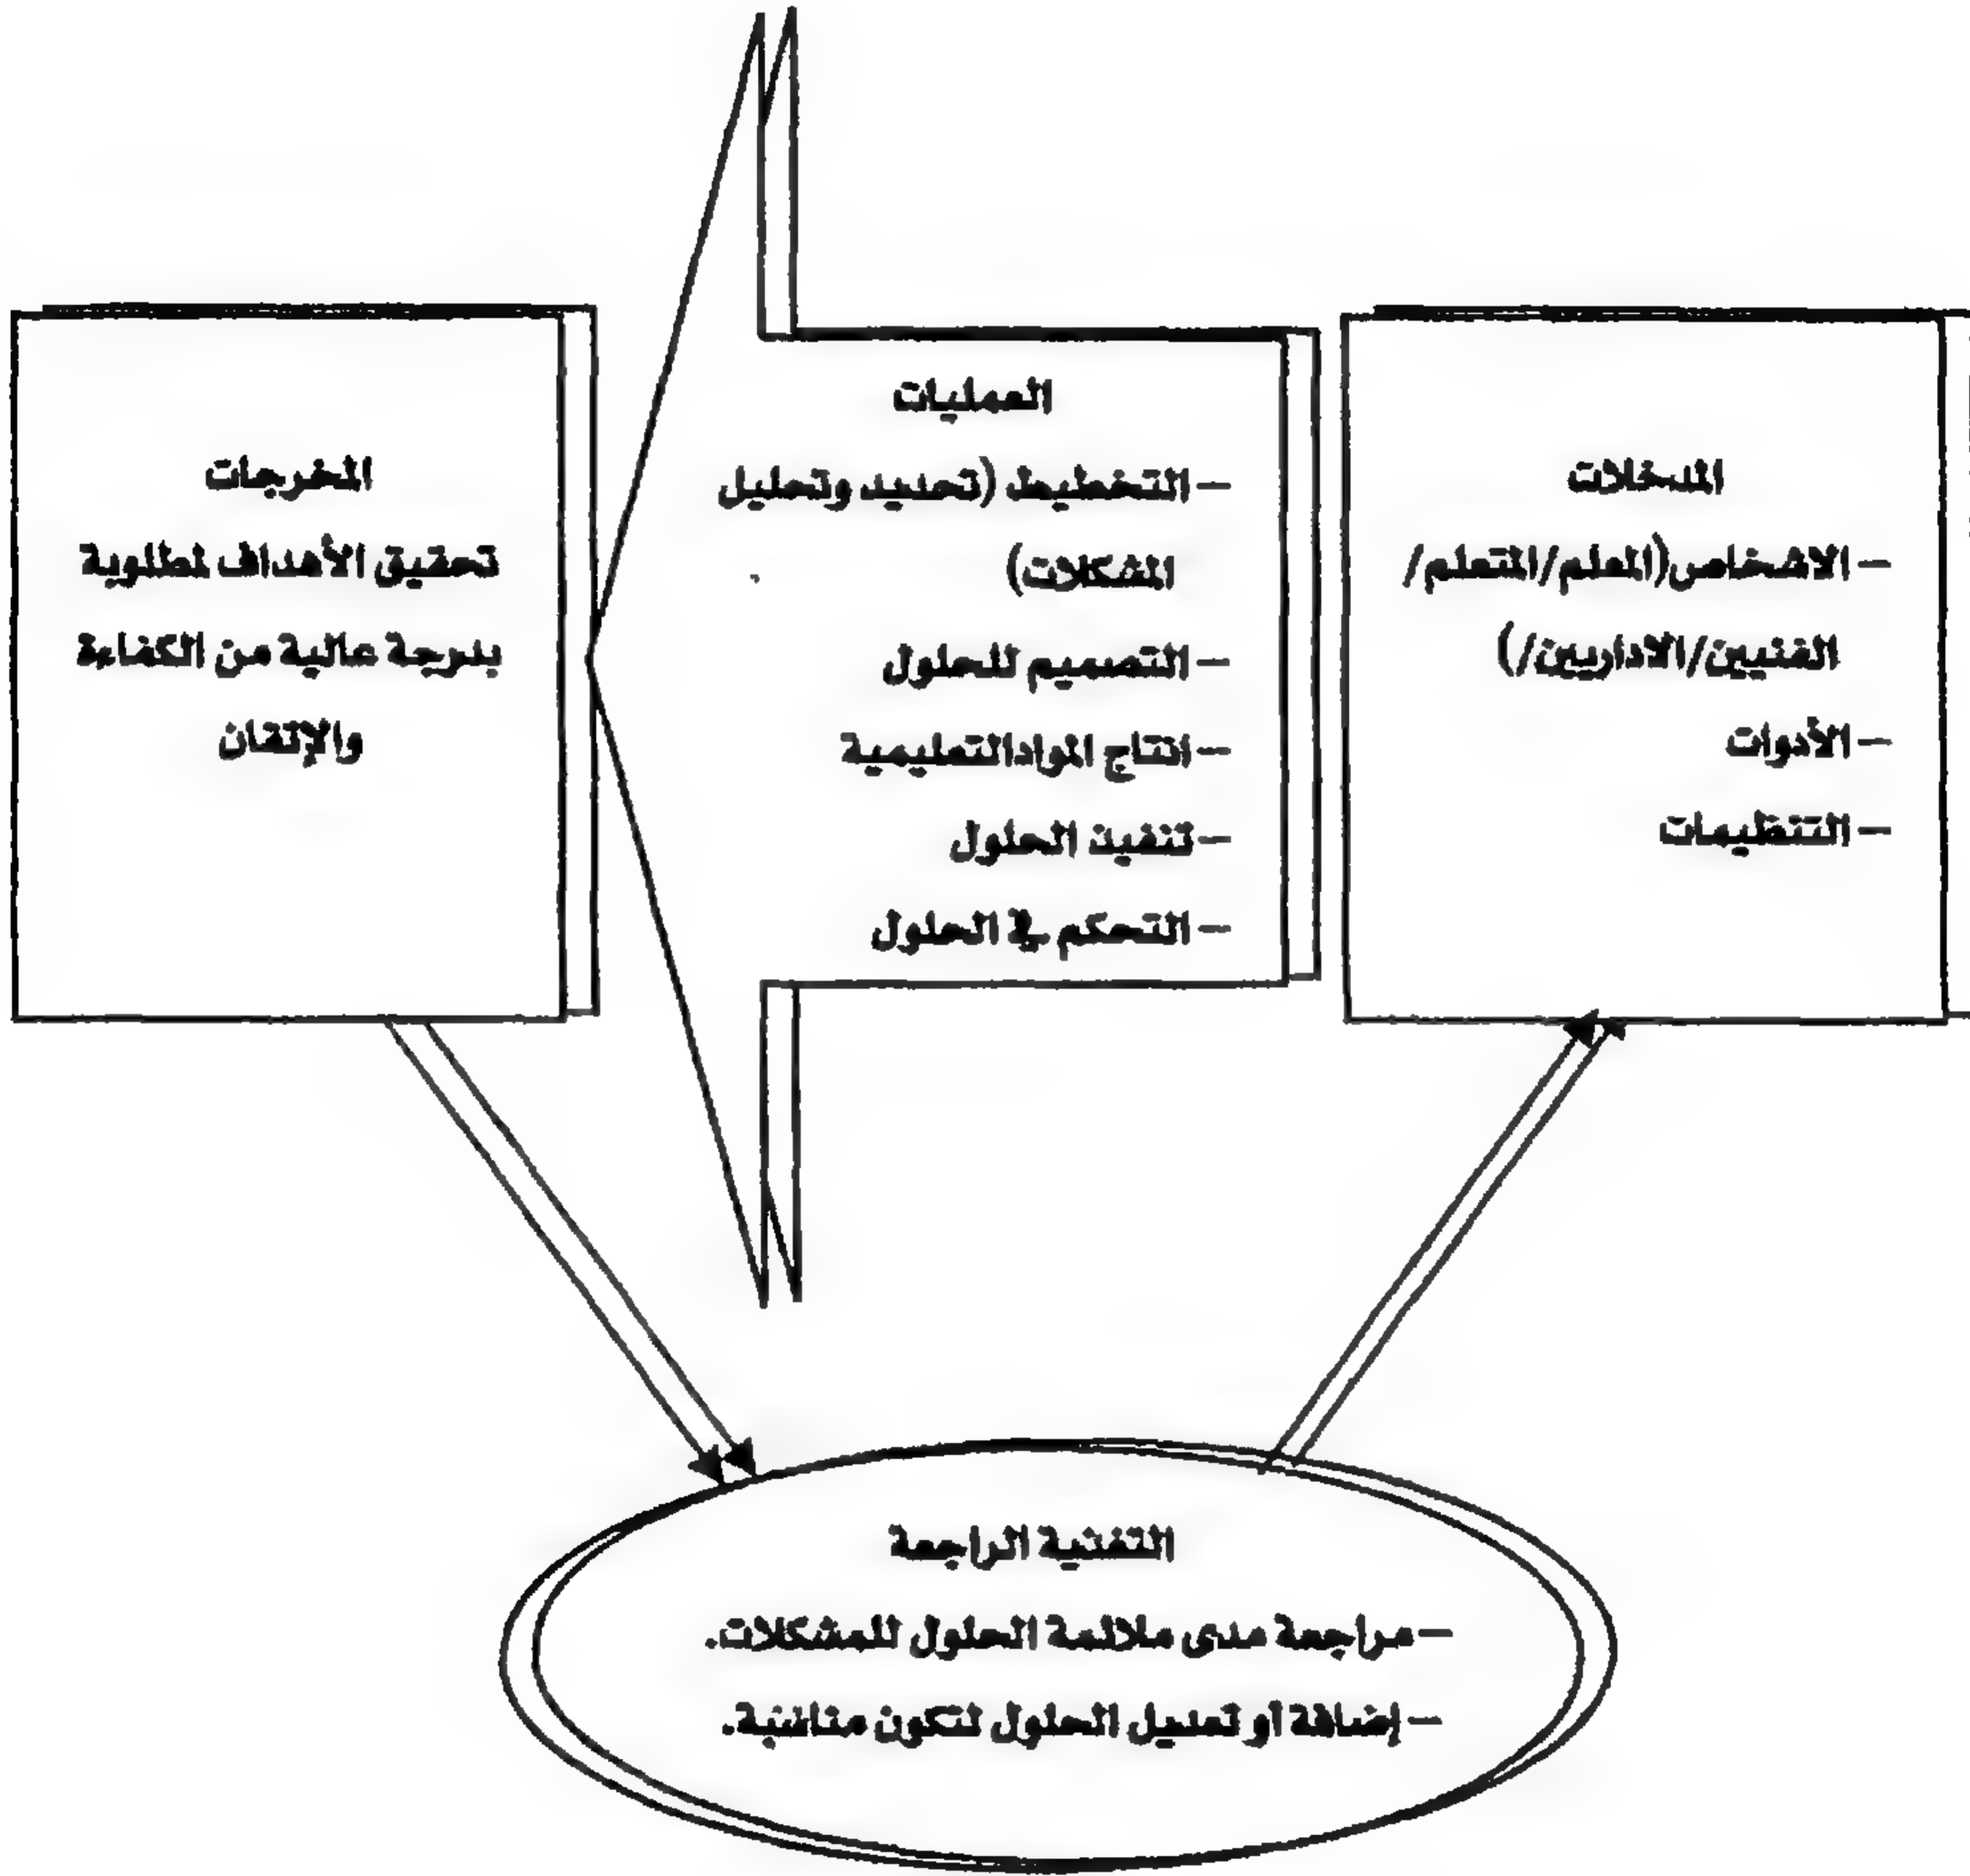 المدخلات
– الاشخاص(المعلم/المتعلم/
الفنيين/الاداريين/)
– الأدوات
– التنظيمات
العمليات
– التخطيط (تحديد وتحليل
المشكلات)
– التصميم للحلول
– انتاج الموادالتعليمية
– تنفيذ الحلول
– التحكم في الحلول
المخرجات
تحقيق الأهداف لمطلوبة
بدرجة عالية من الكفاءة
والإتقان
التغذية الراجعة
– مراجعة مدى ملائمة الحلول للمشكلات.
– إضافة أو تعديل الحلول لتكون مناسبة.